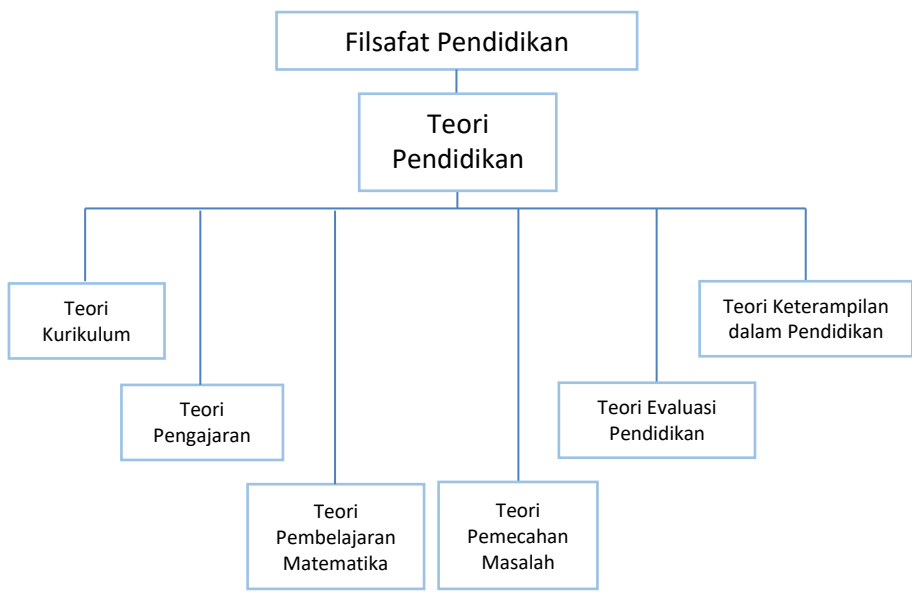 Filsafat Pendidikan
Teori
Pendidikan
Teori
Kurikulum
Teori
Pengajaran
Teori
Pembelajaran
Matematika
Teori
Pemecahan
Masalah
Teori Evaluasi
Pendidikan
Teori Keterampilan
dalam Pendidikan